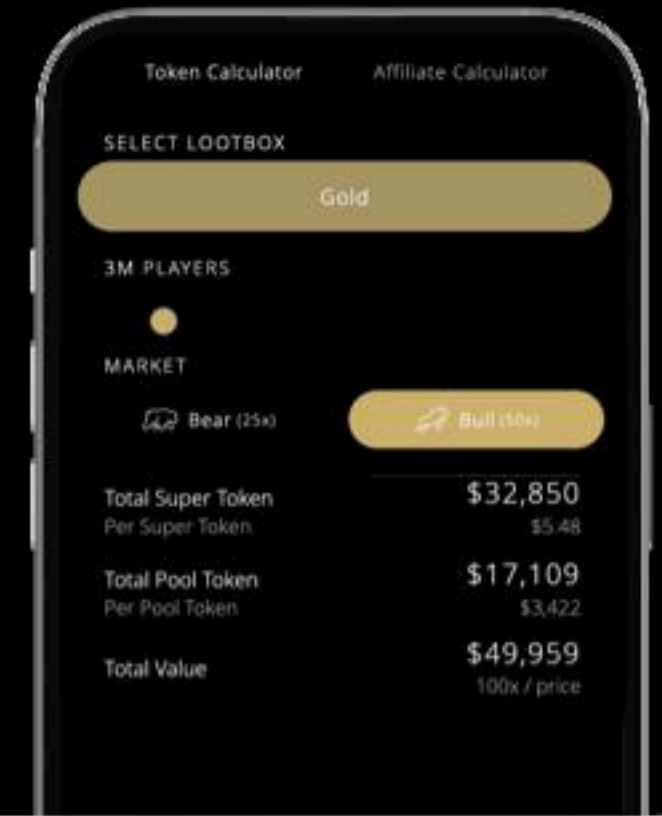 Token Calculator Affiliate Calculator
SELECT LOOTBOX
Gold
3M PLAYERS
MARKET
Bear (25x) Bull (50x)
Total Super Token $32,850
Per Super Token $5.48
Total Pool Token $17,109
Per Pool Token $3,422
Total Value $49,959
100x / price